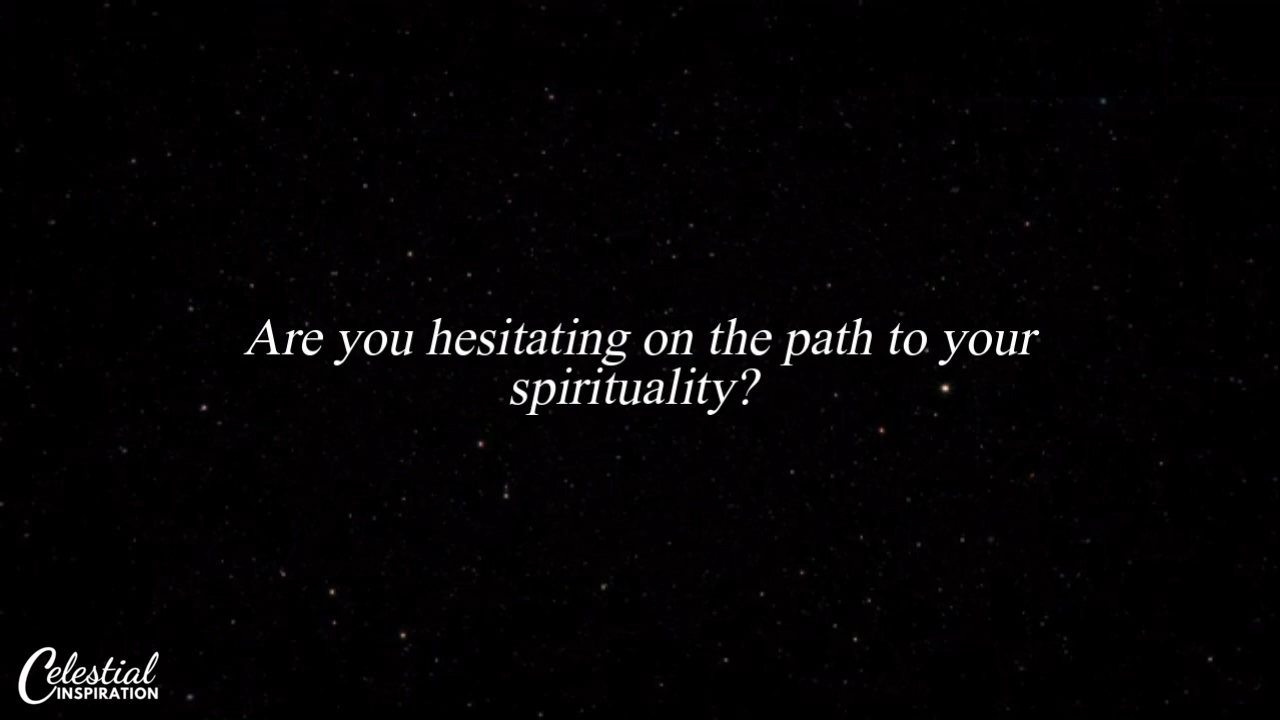 Are you hesitating on the path to your
spirituality?
Celestial
INSPIRATION